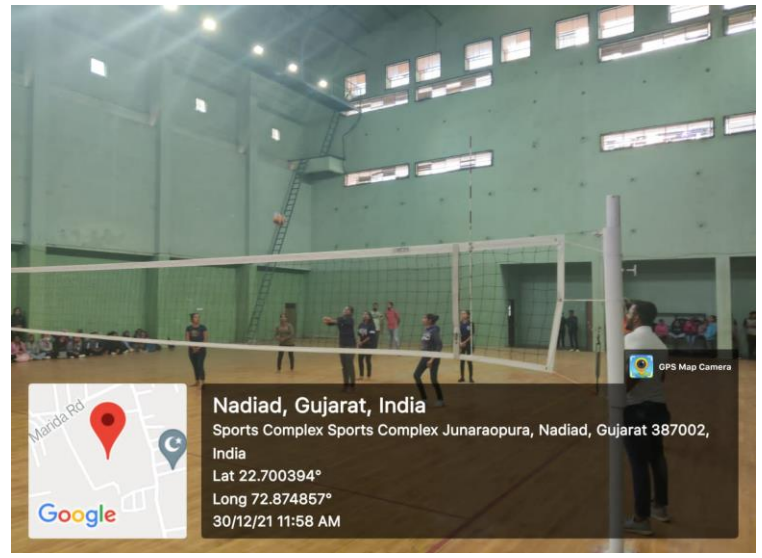 GPS Map Camera
Manda Rd
Google
Nadiad, Gujarat, India
Sports Complex Sports Complex Junaraopura, Nadiad, Gujarat 387002,
India
Lat 22.700394°
Long 72.874857°
30/12/21 11:58 AM